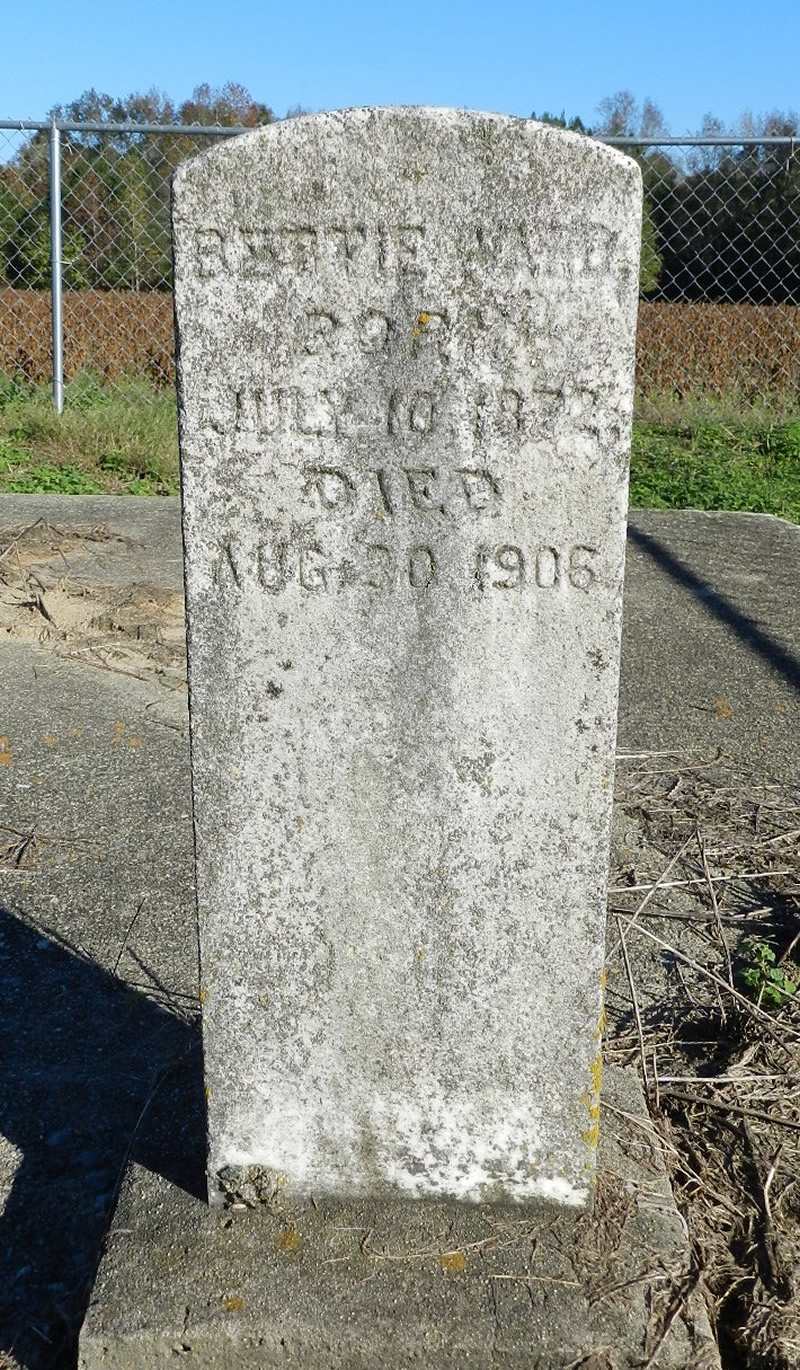 BETTIE WARD
BORN
JULY 10 1872
DIED
AUG 30 1906